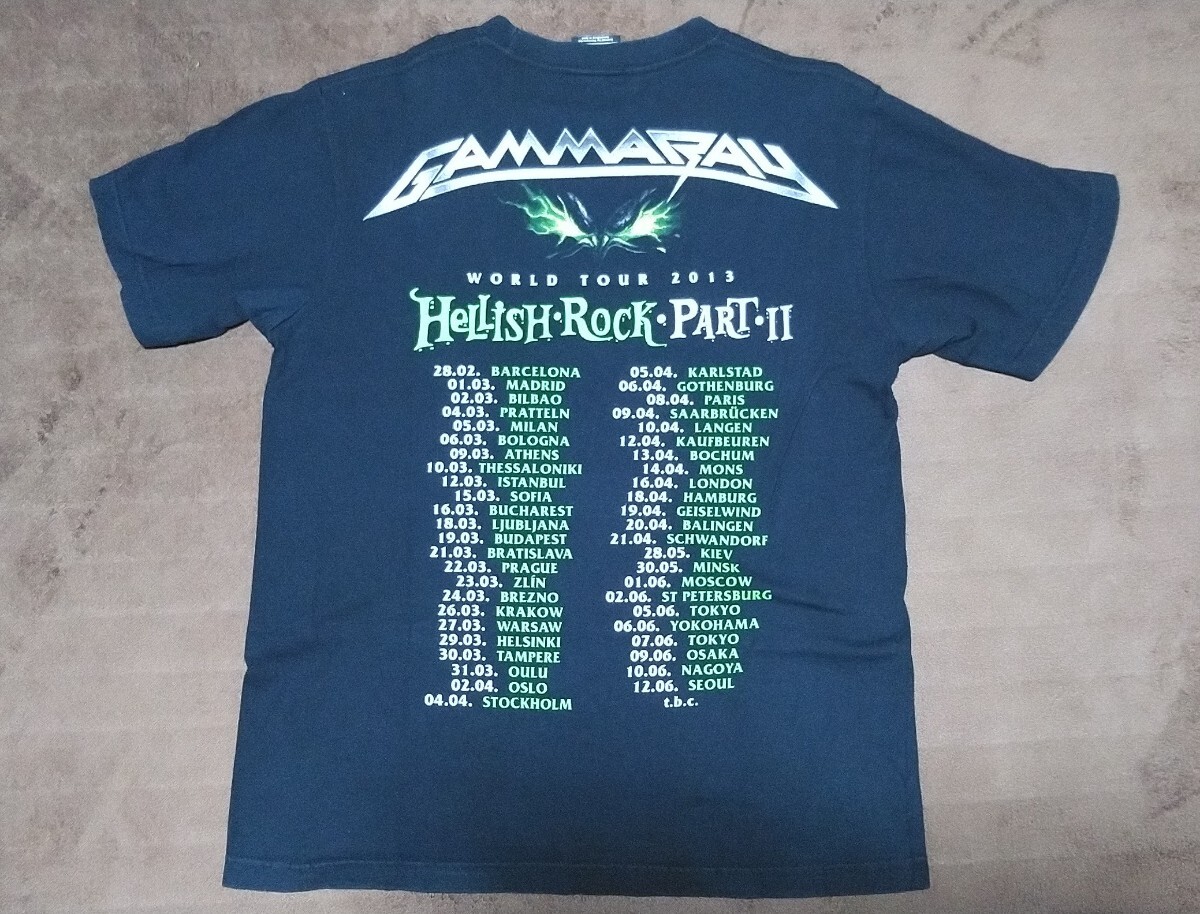 GAMMARAY
WORLD TOUR 2013
HELLISH·ROCK·PART·II
28.02. BARCELONA
01.03. MADRID
02.03. BILBAO
04.03. PRATTELN
05.03. MILAN
06.03. BOLOGNA
09.03. ATHENS
10.03. THESSALONIKI
12.03. ISTANBUL
15.03. SOFIA
16.03. BUCHAREST
18.03. LJUBLJANA
19.03. BUDAPEST
21.03. BRATISLAVA
22.03. PRAGUE
23.03. ZLÍN
24.03. BREZNO
26.03. KRAKOW
27.03. WARSAW
29.03. HELSINKI
30.03. TAMPERE
31.03. OULU
02.04. OSLO
04.04. STOCKHOLM
05.04. KARLSTAD
06.04. GOTHENBURG
08.04. PARIS
09.04. SAARBRÜCKEN
10.04. LANGEN
12.04. KAUFBEUREN
13.04. BOCHUM
14.04. MONS
16.04. LONDON
18.04. HAMBURG
19.04. GEISELWIND
20.04. BALINGEN
21.04. SCHWANDORF
28.05. KIEV
30.05. MINSK
01.06. MOSCOW
02.06. ST PETERSBURG
05.06. TOKYO
06.06. YOKOHAMA
07.06. TOKYO
09.06. OSAKA
10.06. NAGOYA
12.06. SEOUL
t.b.c.